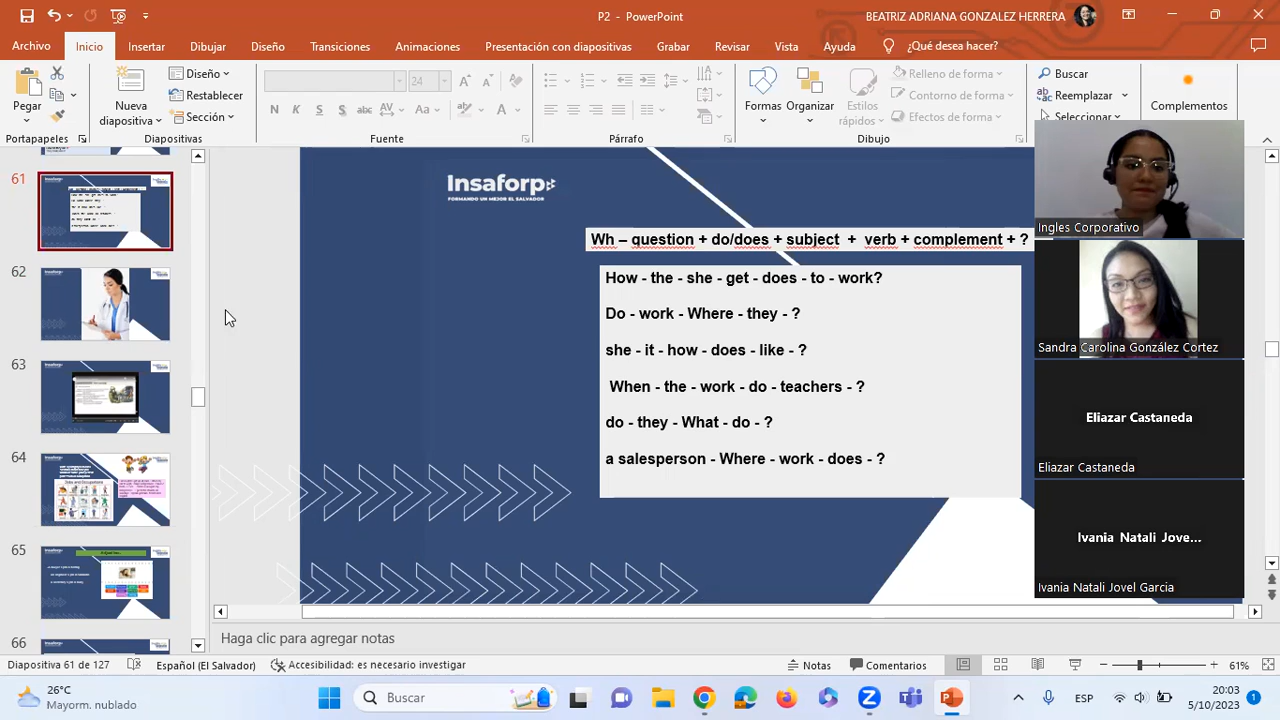 P2 - PowerPoint
BEATRIZ ADRIANA GONZALEZ HERRERA
Archivo Inicio Insertar Dibujar Diseño Transiciones Animaciones Presentación con diapositivas Grabar Revisar Vista Ayuda ¿Qué desea hacer?
Pegar
Nueva diapositiva
Diseño
Restablecer
Sección
24
N K S abc AV Aa A
Formas
Organizar
Estilos rápidos
Relleno de forma
Contorno de forma
Efectos de forma
Buscar
Reemplazar
Seleccionar
Complementos
Portapapeles Diapositivas Fuente Párrafo Dibujo
61
62
63
64
65
66
Insaforp
FORMANDO UN MEJOR EL SALVADOR
Wh – question + do/does + subject + verb + complement + ?
How - the - she - get - does - to - work?
Do - work - Where - they - ?
she - it - how - does - like - ?
When - the - work - do - teachers - ?
do - they - What - do - ?
a salesperson - Where - work - does - ?
Ingles Corporativo
Sandra Carolina González Cortez
Eliazar Castaneda
Eliazar Castaneda
Ivania Natali Jove...
Ivania Natali Jovel Garcia
Haga clic para agregar notas
Diapositiva 61 de 127 Español (El Salvador) Accesibilidad: es necesario investigar Notas Comentarios 61%
26°C
Mayorm. nublado
Buscar
ESP
20:03
5/10/2023